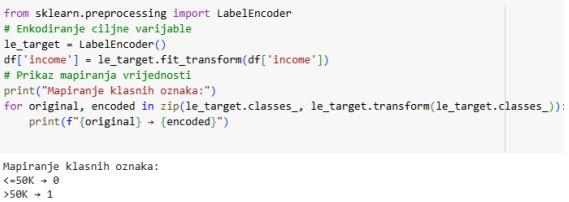 from sklearn.preprocessing import LabelEncoder
# Enkodiranje ciljne varijable
le_target = LabelEncoder()
df['income'] = le_target.fit_transform(df['income'])
# Prikaz mapiranja vrijednosti
print("Mapiranje klasnih oznaka:")
for original, encoded in zip(le_target.classes_, le_target.transform(le_target.classes_)):
    print(f"{original} → {encoded}")
Mapiranje klasnih oznaka:
<=50K → 0
>50K → 1